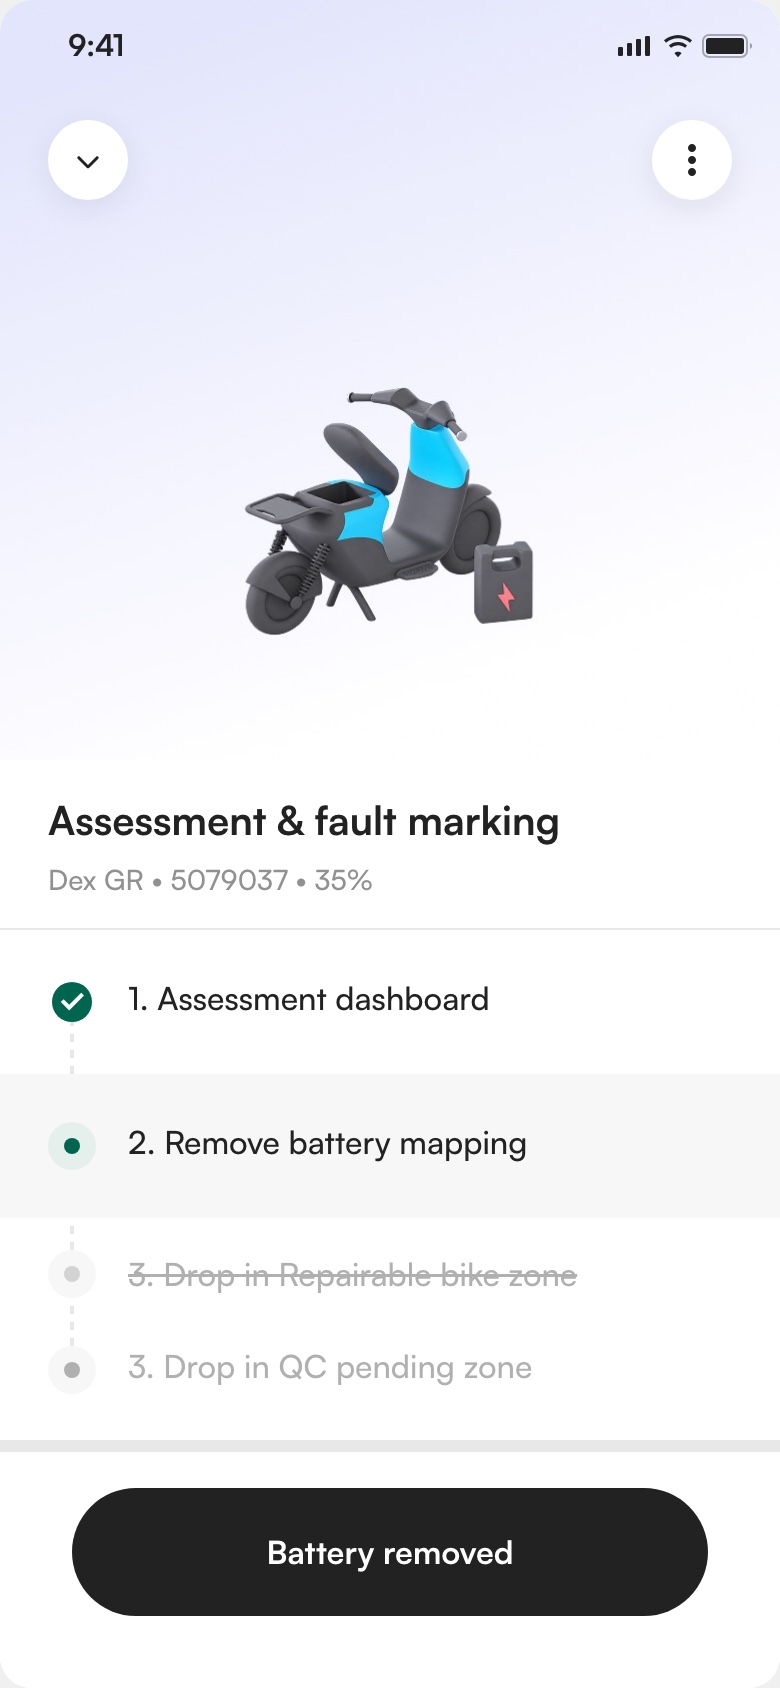 9:41
Assessment & fault marking
Dex GR • 5079037 • 35%
1. Assessment dashboard
2. Remove battery mapping
3. Drop in Repairable bike zone
3. Drop in QC pending zone
Battery removed